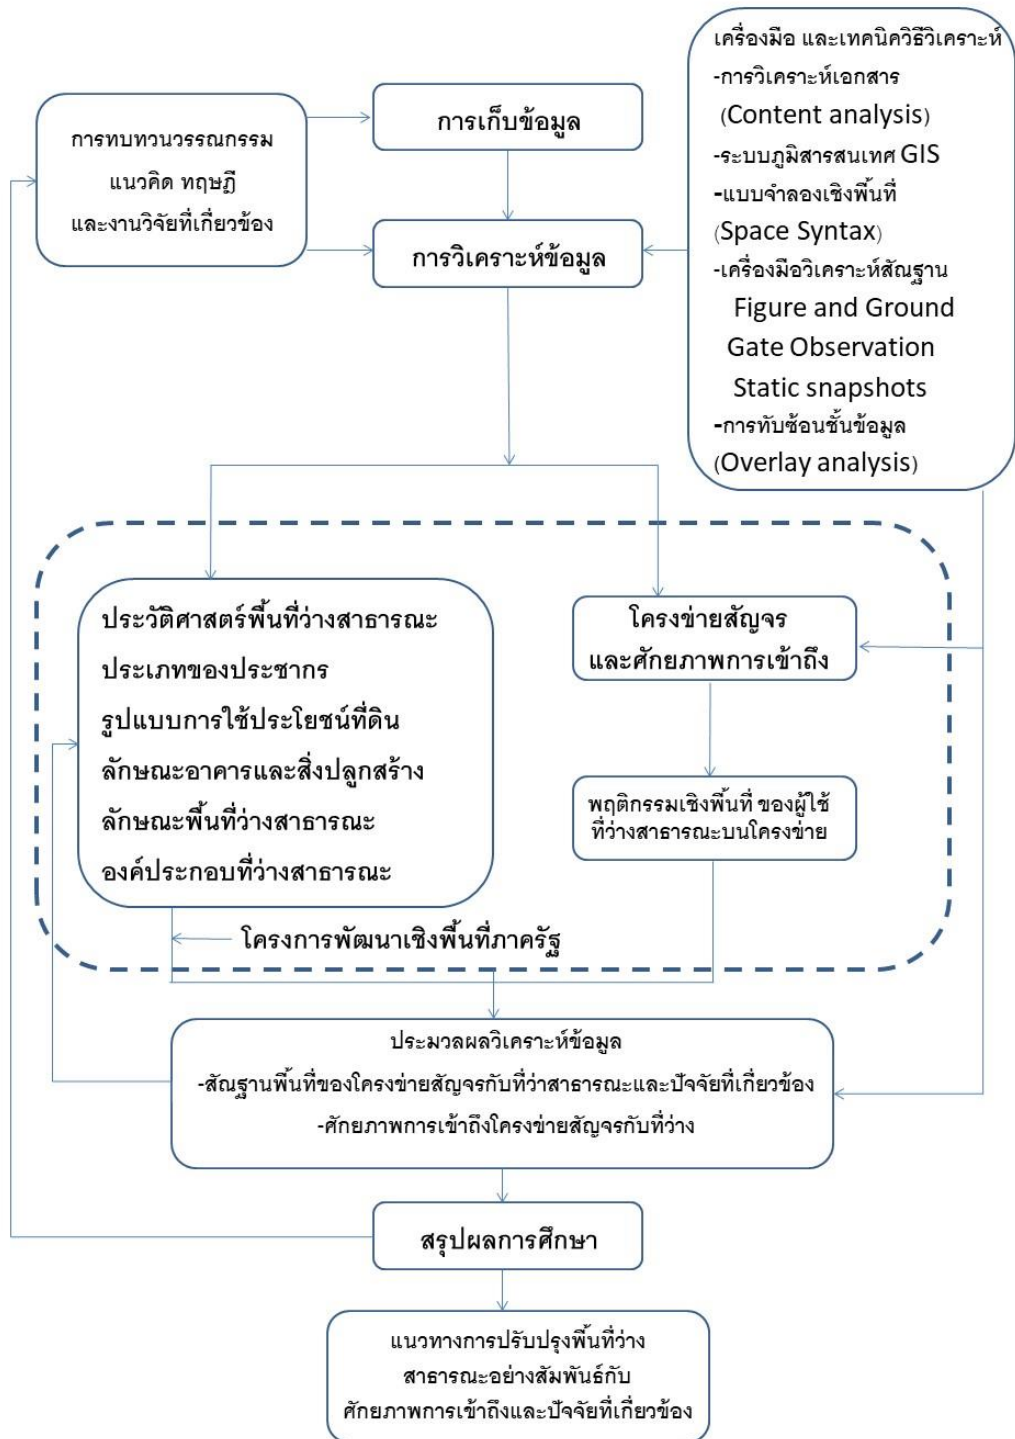 การทบทวนวรรณกรรม
แนวคิด ทฤษฎี
และงานวิจัยที่เกี่ยวข้อง
การเก็บข้อมูล
การวิเคราะห์ข้อมูล
เครื่องมือ และเทคนิควิธีวิเคราะห์
-การวิเคราะห์เอกสาร
(Content analysis)
-ระบบภูมิสารสนเทศ GIS
-แบบจำลองเชิงพื้นที่
(Space Syntax)
-เครื่องมือวิเคราะห์สัณฐาน
Figure and Ground
Gate Observation
Static snapshots
-การทับซ้อนชั้นข้อมูล
(Overlay analysis)
ประวัติศาสตร์พื้นที่ว่างสาธารณะ
ประเภทของประชากร
รูปแบบการใช้ประโยชน์ที่ดิน
ลักษณะอาคารและสิ่งปลูกสร้าง
ลักษณะพื้นที่ว่างสาธารณะ
องค์ประกอบที่ว่างสาธารณะ
โครงข่ายสัญจร
และศักยภาพการเข้าถึง
พฤติกรรมเชิงพื้นที่ ของผู้ใช้
ที่ว่างสาธารณะบนโครงข่าย
โครงการพัฒนาเชิงพื้นที่ภาครัฐ
ประมวลผลวิเคราะห์ข้อมูล
-สัณฐานพื้นที่ของโครงข่ายสัญจรกับที่ว่าสาธารณะและปัจจัยที่เกี่ยวข้อง
-ศักยภาพการเข้าถึงโครงข่ายสัญจรกับที่ว่าง
สรุปผลการศึกษา
แนวทางการปรับปรุงพื้นที่ว่าง
สาธารณะอย่างสัมพันธ์กับ
ศักยภาพการเข้าถึงและปัจจัยที่เกี่ยวข้อง